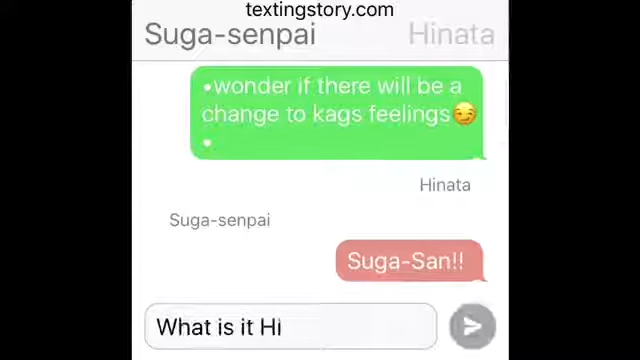 textingstory.com
Suga-senpai
Hinata
•wonder if there will be a
change to kags feelings😏
•
Hinata
Suga-senpai
Suga-San!!
What is it Hi